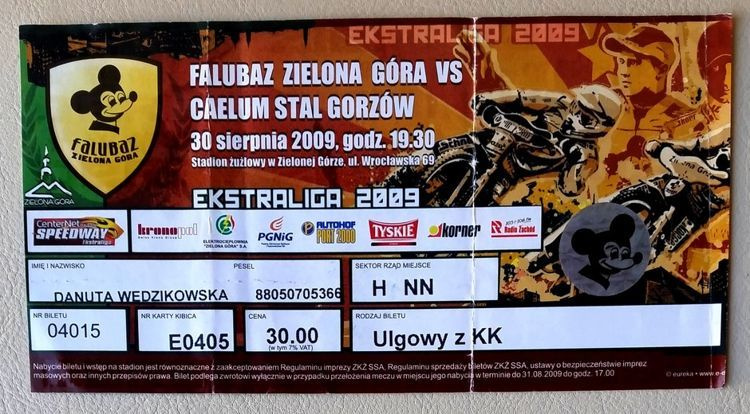 EKSTRALIGA 2009
FALUBAZ
ZIELONA GÓRA
FALUBAZ ZIELONA GÓRA VS
CAELUM STAL GORZÓW
30 sierpnia 2009, godz. 19.30
Stadion żużlowy w Zielonej Górze, ul. Wrocławska 69
ZIELONA GÓRA
EKSTRALIGA 2009
CenterNet
SPEEDWAY
Ekstraliga
kronopol
ELEKTROCIEPŁOWNIA
"ZIELONA GÓRA" S.A.
PGNiG
AUTOHOF
PORT 2000
TYSKIE
korner
Radio Zachód
IMIĘ I NAZWISKO PESEL
DANUTA WĘDZIKOWSKA 88050705366
SEKTOR RZĄD MIEJSCE
H NN
NR BILETU
04015
NR KARTY KIBICA
E0405
CENA
30.00
(w tym 7% VAT)
RODZAJ BILETU
Ulgowy z KK
Nabycie biletu i wstęp na stadion jest równoznaczne z zaakceptowaniem Regulaminu imprezy ZKŻ SSA, Regulaminu sprzedaży biletów ZKŻ SSA, ustawy o bezpieczeństwie imprez
masowych oraz innych przepisów prawa. Bilet podlega zwrotowi wyłącznie w przypadku przełożenia meczu w miejscu jego nabycia w terminie do 31.08.2009 do godz. 17.00
© eureka • www.e-e